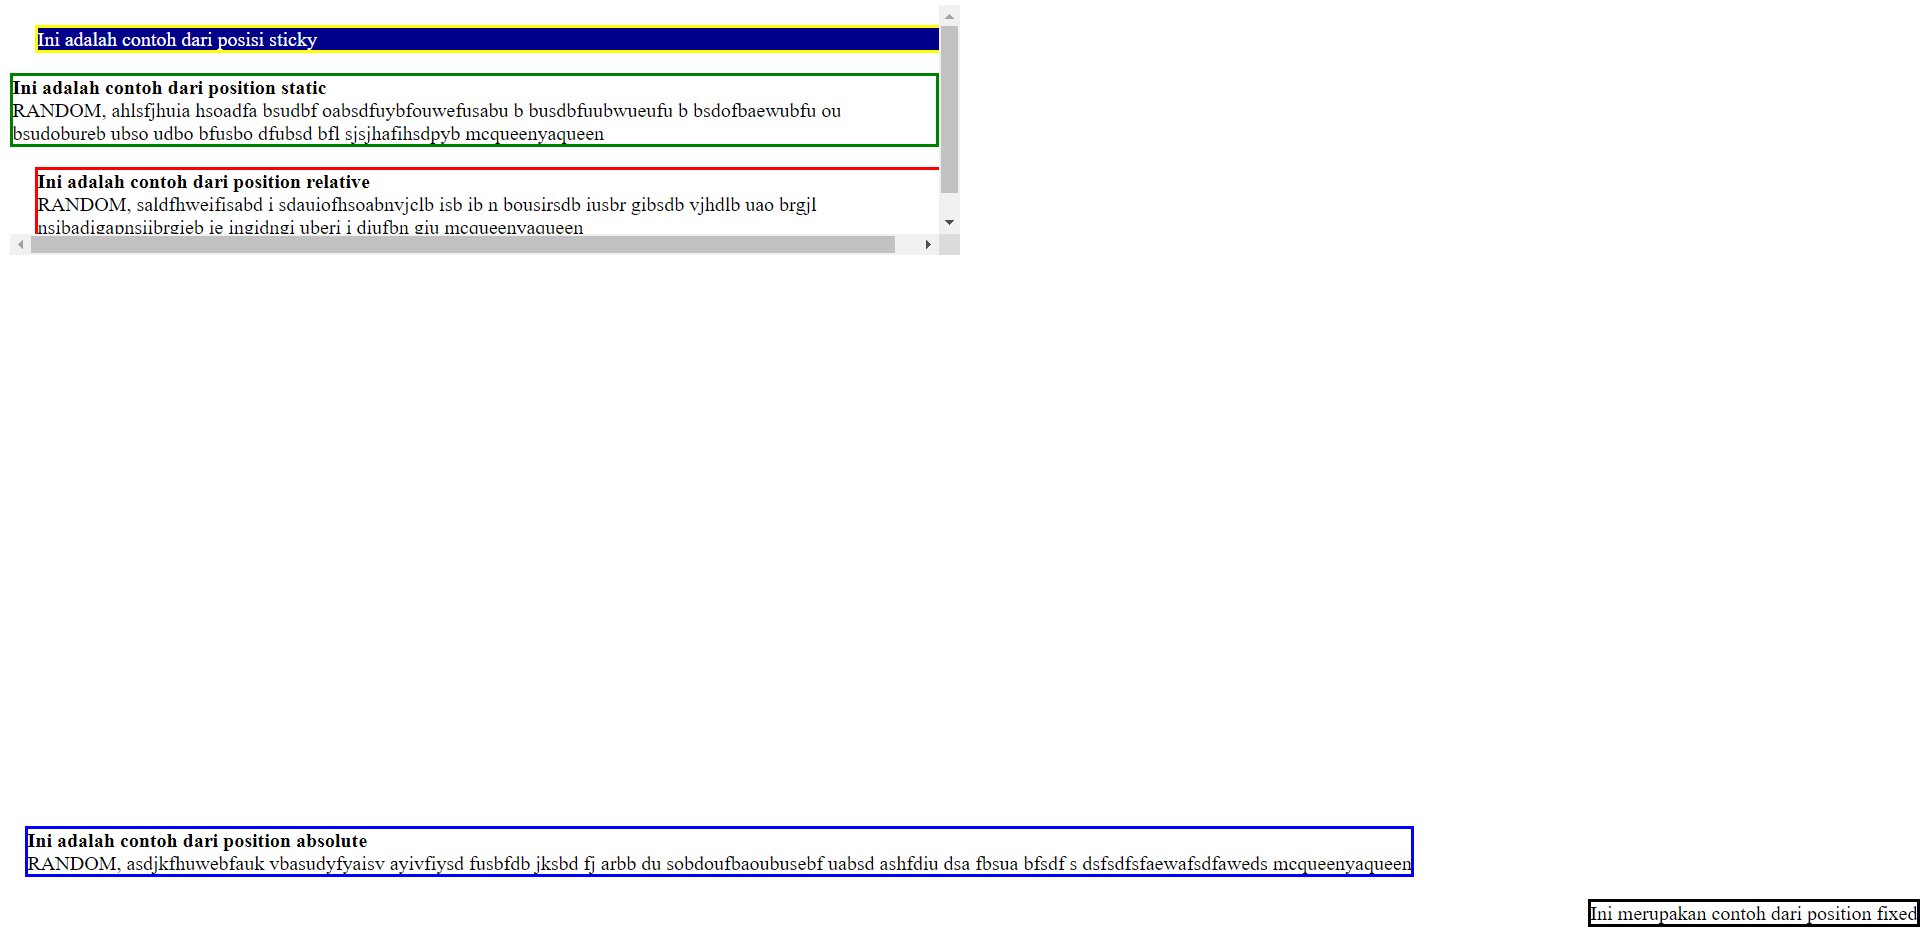 Ini adalah contoh dari posisi sticky
Ini adalah contoh dari position static
RANDOM, ahlsfjhuia hsoadfa bsudbf oabsdfuybfouwefusabu b busdbfuubwueufu b bsdofbaewubfu ou
bsudobureb ubso udbo bfusbo dfubsd bfl sjsjhafihsdpyb mcqueenyaqueen
Ini adalah contoh dari position relative
RANDOM, saldfhweifisabd i sdauiofhsoabnvjclb isb ib n bousirsdb iusbr gibsdb vjhdlb uao brgjl
nsibadigapnsijbrgieb ie ingidngi uberi i diufbn giu mcqueenyaqueen
Ini adalah contoh dari position absolute
RANDOM, asdjkfhuwebfauk vbasudyfyaisv ayivfiysd fusbfdb jksbd fj arbb du sobdoufbaoubusebf uabsd ashfdiu dsa fbsua bfsdf s dsfsdfsfaewafsdfaweds mcqueenyaqueen
Ini merupakan contoh dari position fixed